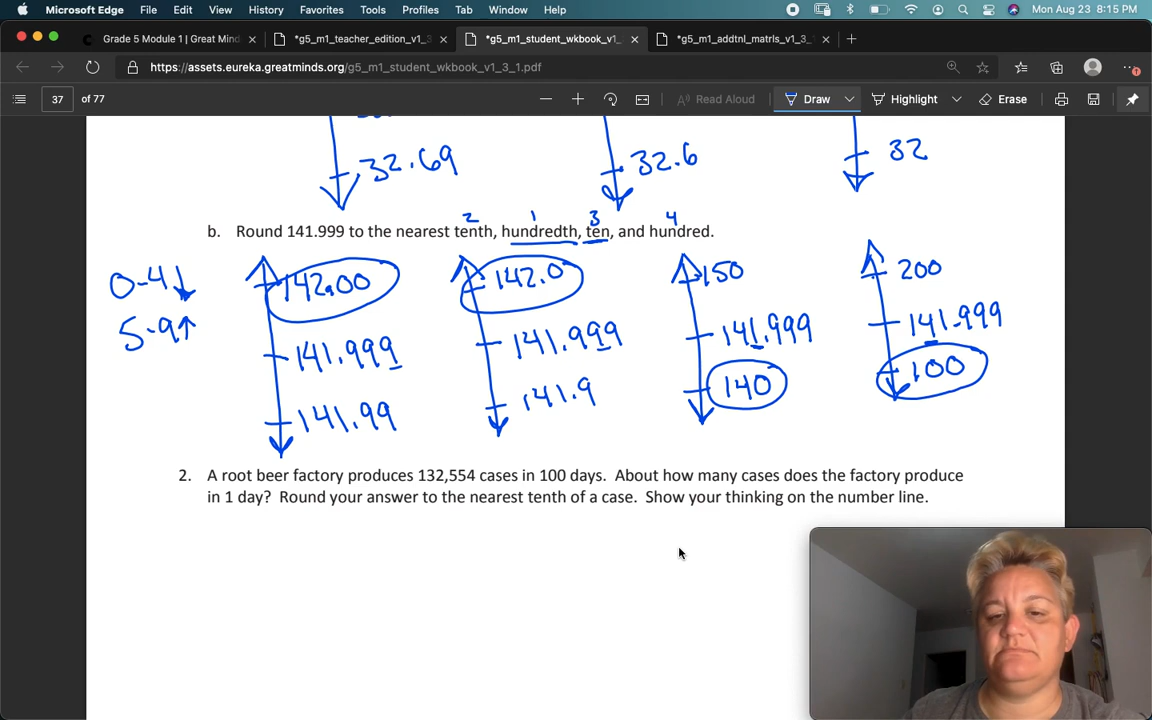 Microsoft Edge File Edit View History Favorites Tools Profiles Tab Window Help Mon Aug 23 8:15 PM
Grade 5 Module 1 | Great Mind *g5_m1_teacher_edition_v1_3_ *g5_m1_student_wkbook_v1_ *g5_m1_addtnl_matrls_v1_3_
https://assets.eureka.greatminds.org/g5_m1_student_wkbook_v1_3_1.pdf
37 of 77 Read Aloud Draw Highlight Erase
32.69 32.6 32
2 1 3 4
b. Round 141.999 to the nearest tenth, hundredth, ten, and hundred.
0-4↓ 142.00 142.0 150 200
5-9↑ 141.999 141.999 141.999 141.999
141.99 141.9 140 100
2. A root beer factory produces 132,554 cases in 100 days. About how many cases does the factory produce
in 1 day? Round your answer to the nearest tenth of a case. Show your thinking on the number line.